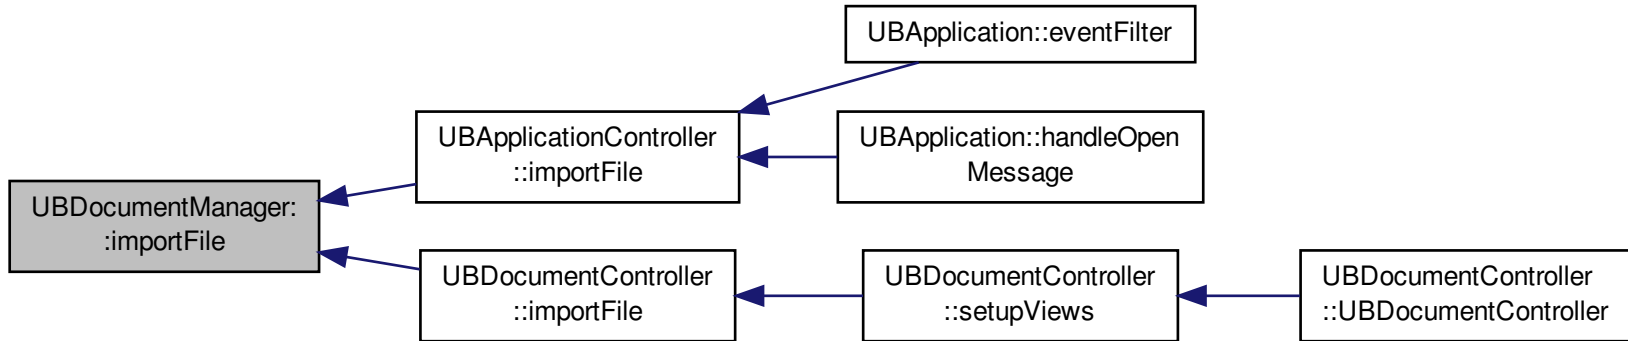 UBApplication::eventFilter
UBApplicationController
::importFile
UBApplication::handleOpen
Message
UBDocumentManager:
:importFile
UBDocumentController
::importFile
UBDocumentController
::setupViews
UBDocumentController
::UBDocumentController